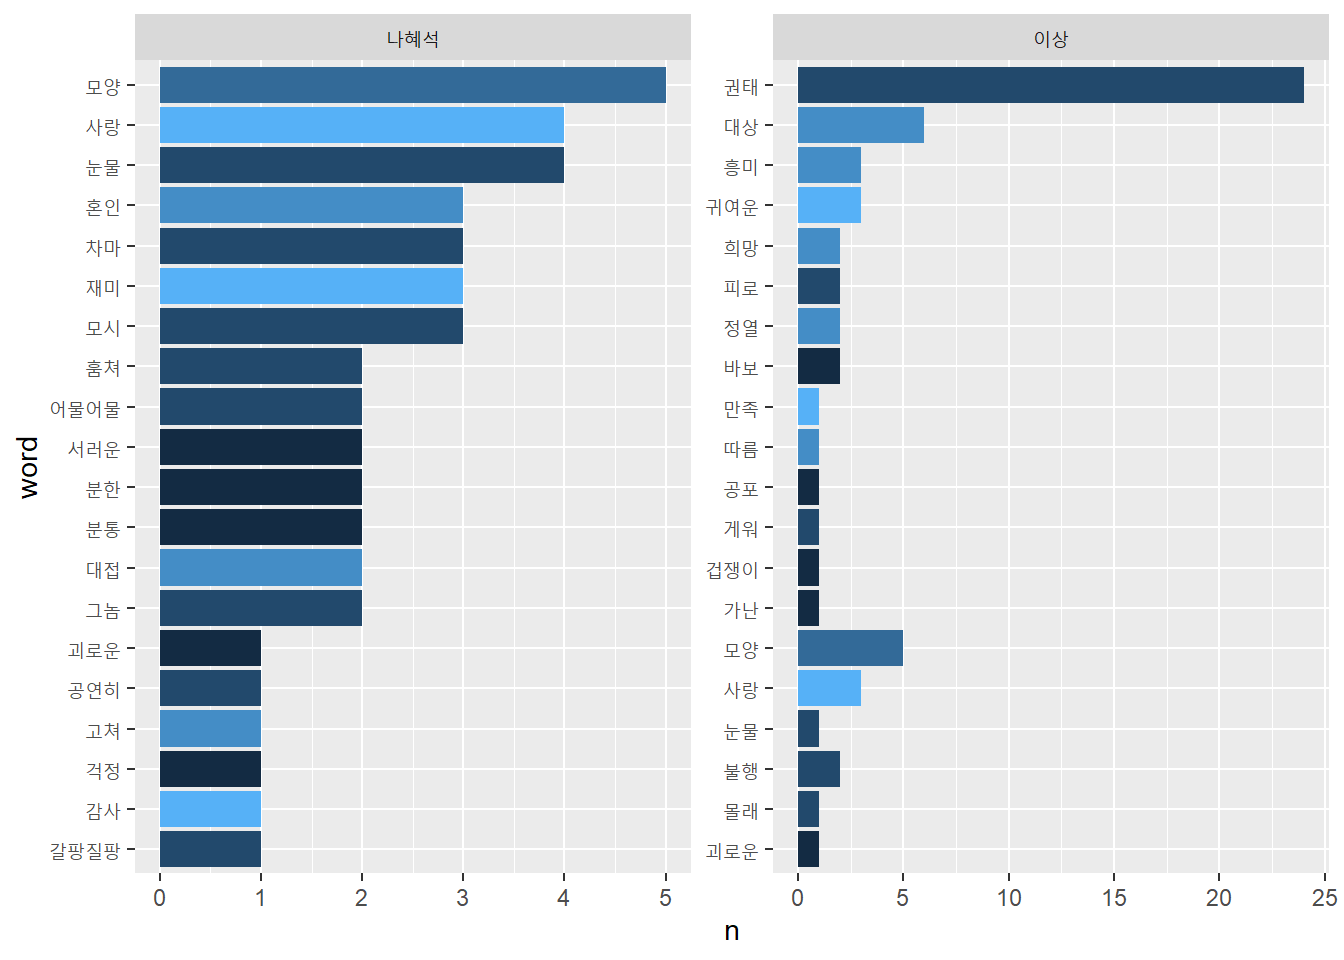 나혜석
모양
사랑
눈물
혼인
차마
재미
모시
훔쳐
어물어물
서러운
분한
분통
대접
그놈
괴로운
공연히
고쳐
걱정
감사
갈팡질팡
0 1 2 3 4 5
이상
권태
대상
흥미
귀여운
희망
피로
정열
바보
만족
따름
공포
게워
겁쟁이
가난
모양
사랑
눈물
불행
몰래
괴로운
0 5 10 15 20 25
word
n